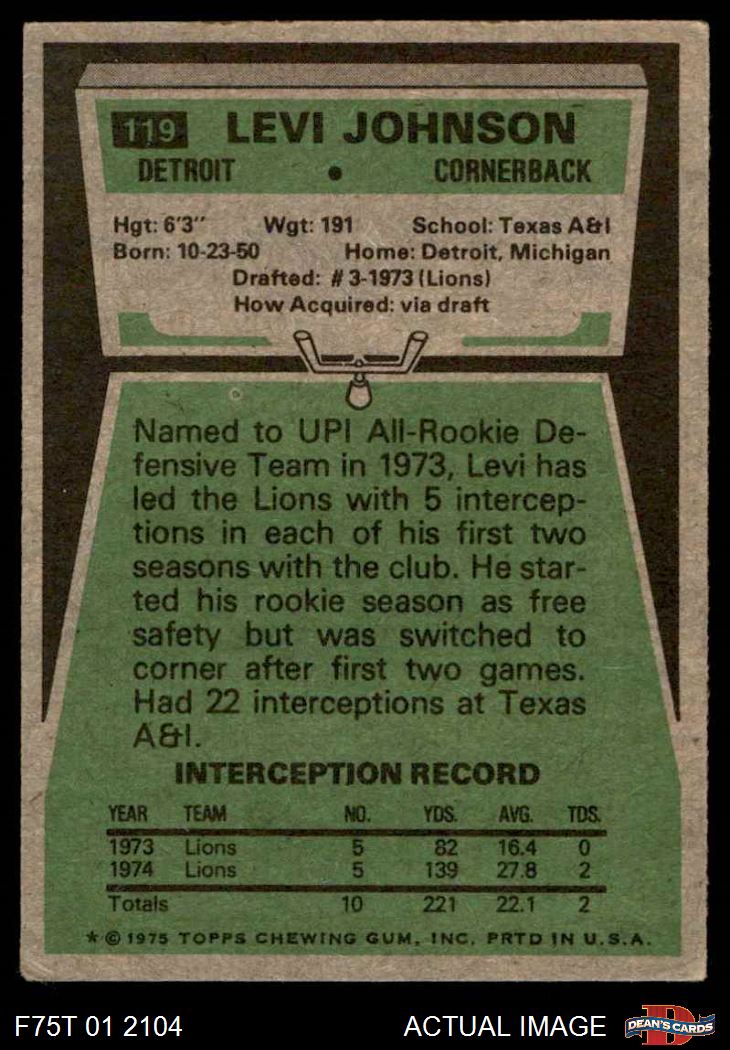 119 LEVI JOHNSON
DETROIT • CORNERBACK
Hgt: 6'3" Wgt: 191 School: Texas A&I
Born: 10-23-50 Home: Detroit, Michigan
Drafted: #3-1973 (Lions)
How Acquired: via draft
Named to UPI All-Rookie De-
fensive Team in 1973, Levi has
led the Lions with 5 intercep-
tions in each of his first two
seasons with the club. He star-
ted his rookie season as free
safety but was switched to
corner after first two games.
Had 22 interceptions at Texas
A&I.
INTERCEPTION RECORD
YEAR TEAM NO. YDS. AVG. TDS.
1973 Lions 5 82 16.4 0
1974 Lions 5 139 27.8 2
Totals 10 221 22.1 2
*© 1975 TOPPS CHEWING GUM, INC. PRTD IN U.S.A.
F75T 01 2104 ACTUAL IMAGE D DEAN'S CARDS